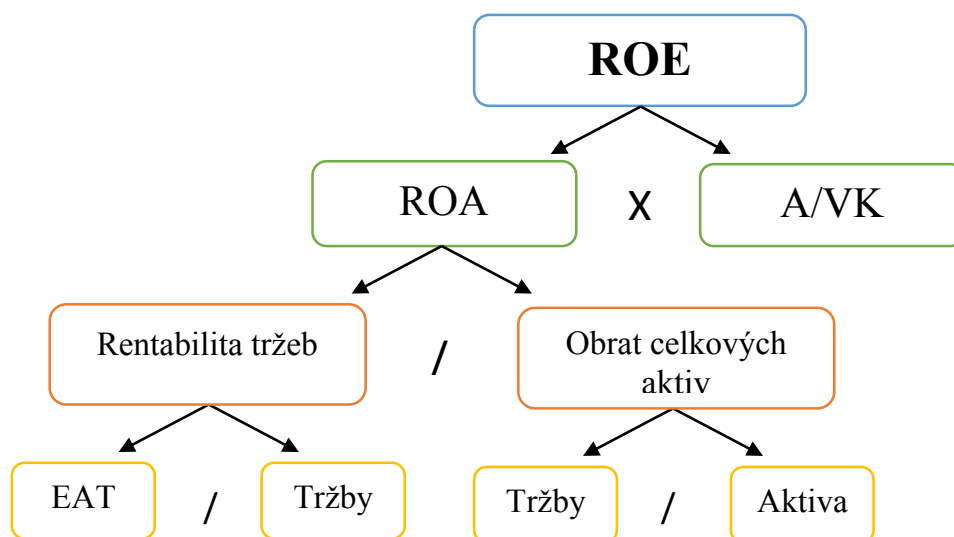 ROE
ROA X A/VK
Rentabilita tržeb / Obrat celkových
aktiv
EAT / Tržby Tržby / Aktiva